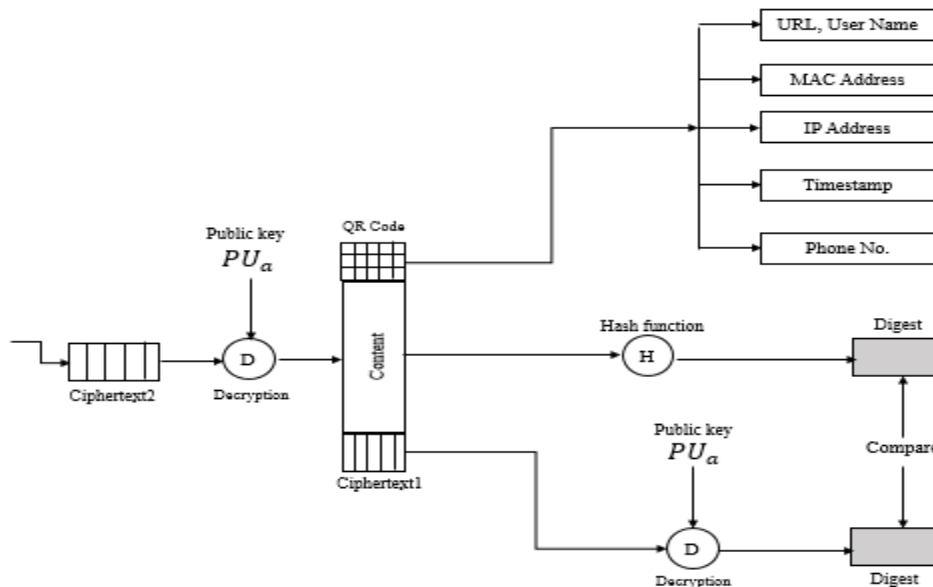 URL, User Name
MAC Address
IP Address
Timestamp
Phone No.
QR Code
Public key
PUₐ
D
Decryption
Ciphertext2
Content
Ciphertext1
Hash function
H
Digest
Compare
Public key
PUₐ
D
Decryption
Digest